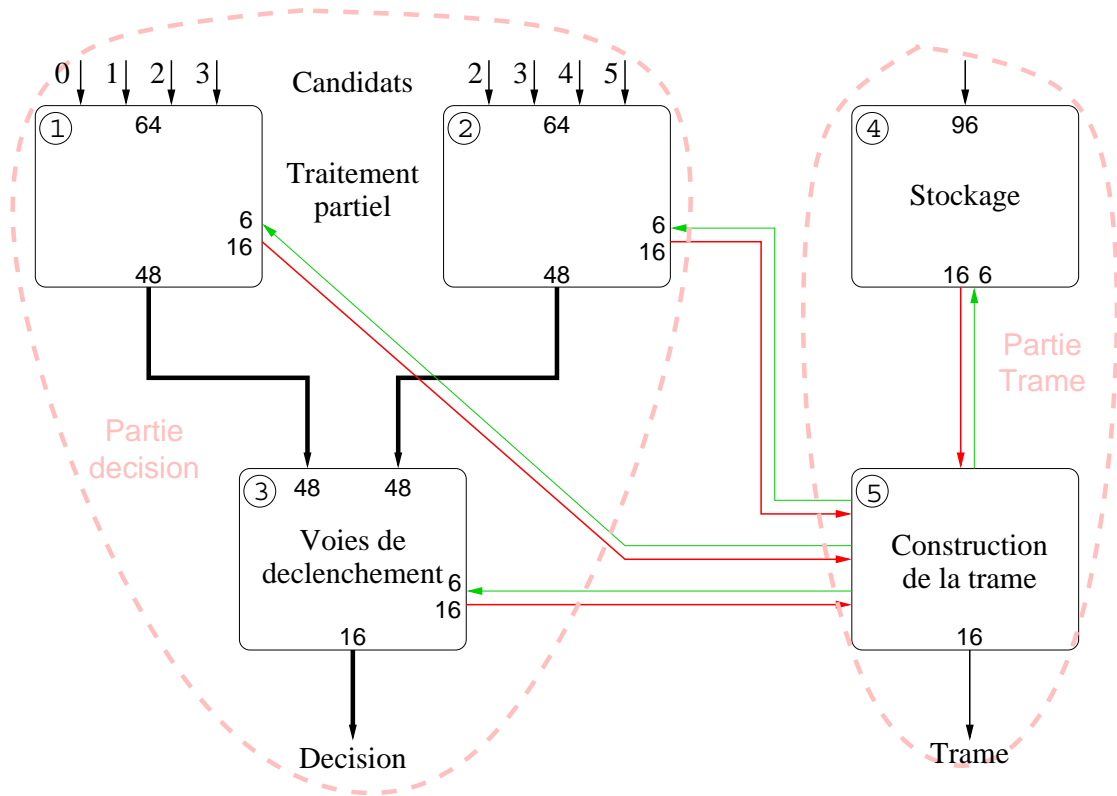 0 1 2 3
Candidats
2 3 4 5
1
64
2
64
4
96
Traitement
partiel
Stockage
6
16
6
16
48
48
16 6
Partie
Trame
Partie
decision
3
48
48
5
Voies de
declenchement
6
16
Construction
de la trame
16
16
Decision
Trame